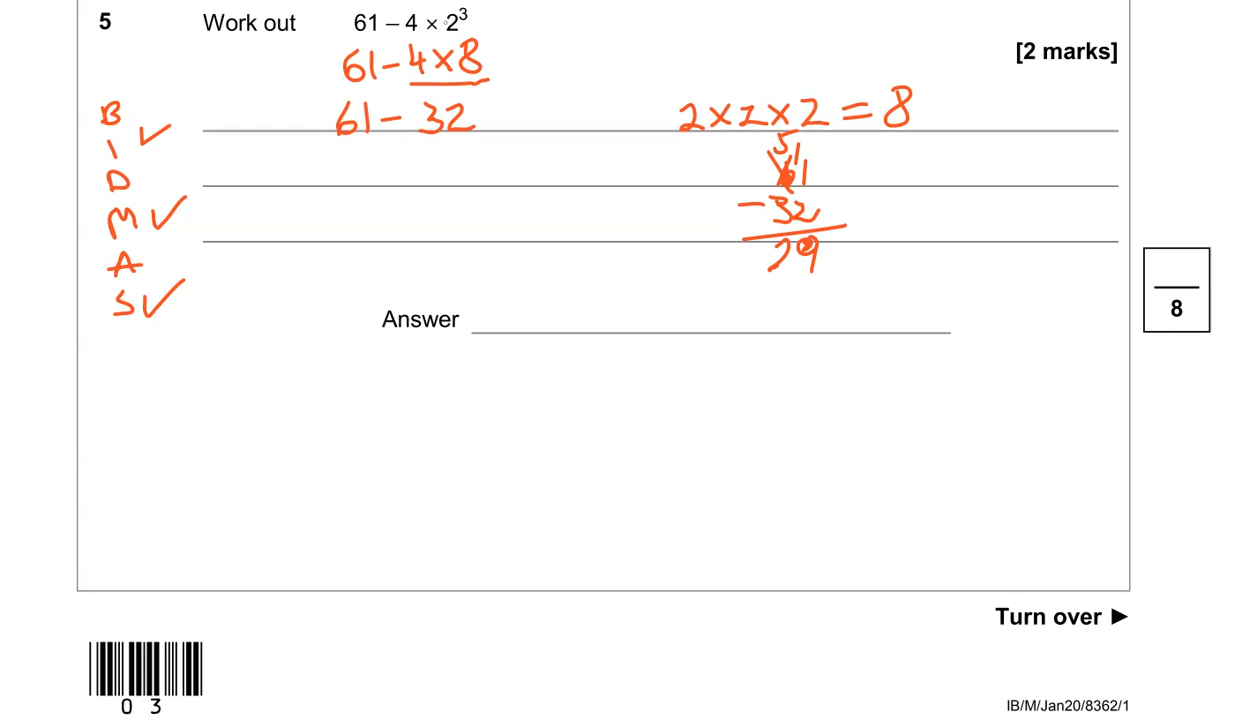 5 Work out 61 – 4 × 2³
[2 marks]
61 – 4 × 8
61 – 32
2 × 2 × 2 = 8
B
I ✓
D
M ✓
A
S ✓
5 1
61
– 32
29
Answer
8
Turn over ►
0 3
IB/M/Jan20/8362/1